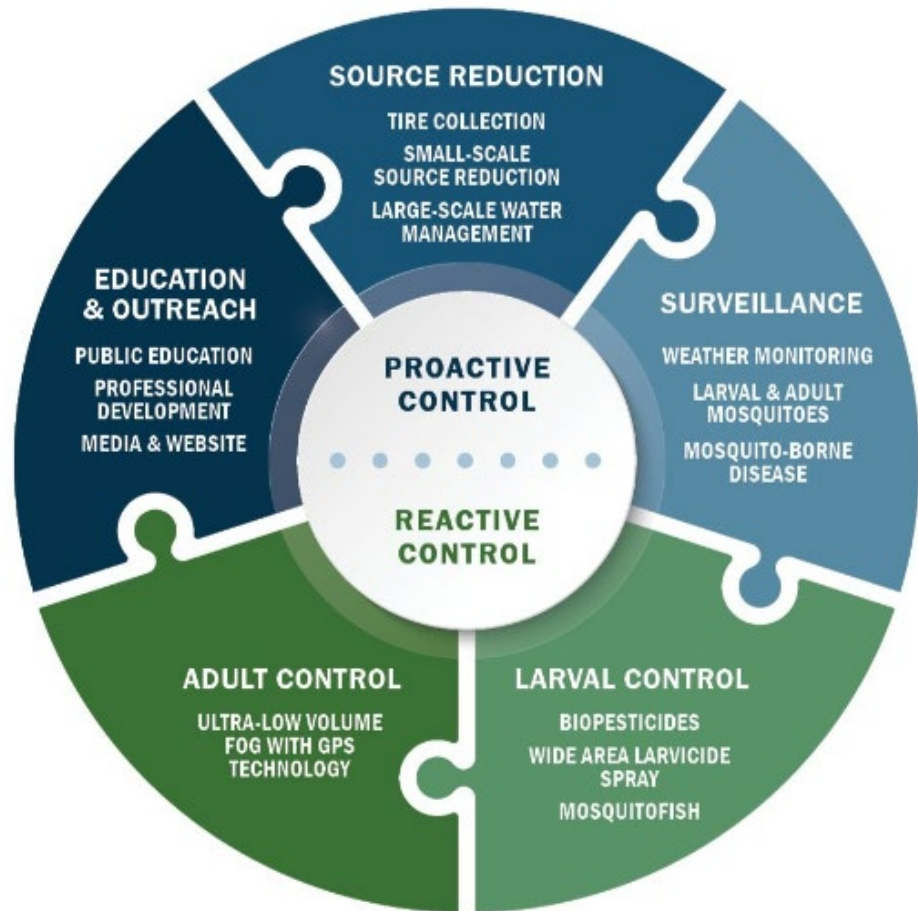 SOURCE REDUCTION
TIRE COLLECTION
SMALL-SCALE
SOURCE REDUCTION
LARGE-SCALE WATER
MANAGEMENT
EDUCATION
& OUTREACH
PUBLIC EDUCATION
PROFESSIONAL
DEVELOPMENT
MEDIA & WEBSITE
PROACTIVE
CONTROL
REACTIVE
CONTROL
SURVEILLANCE
WEATHER MONITORING
LARVAL & ADULT
MOSQUITOES
MOSQUITO-BORNE
DISEASE
ADULT CONTROL
ULTRA-LOW VOLUME
FOG WITH GPS
TECHNOLOGY
LARVAL CONTROL
BIOPESTICIDES
WIDE AREA LARVICIDE
SPRAY
MOSQUITOFISH